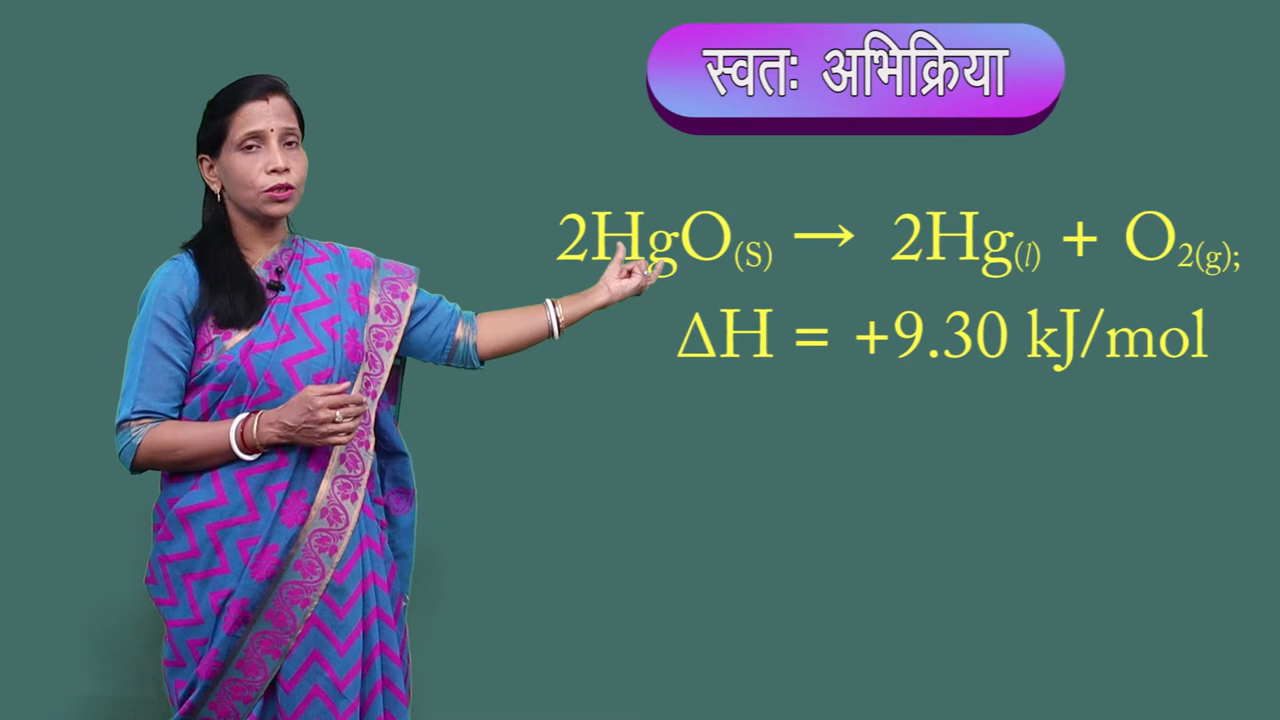 स्वतः अभिक्रिया
2HgO(S) → 2Hg(l) + O2(g);
ΔH = +9.30 kJ/mol